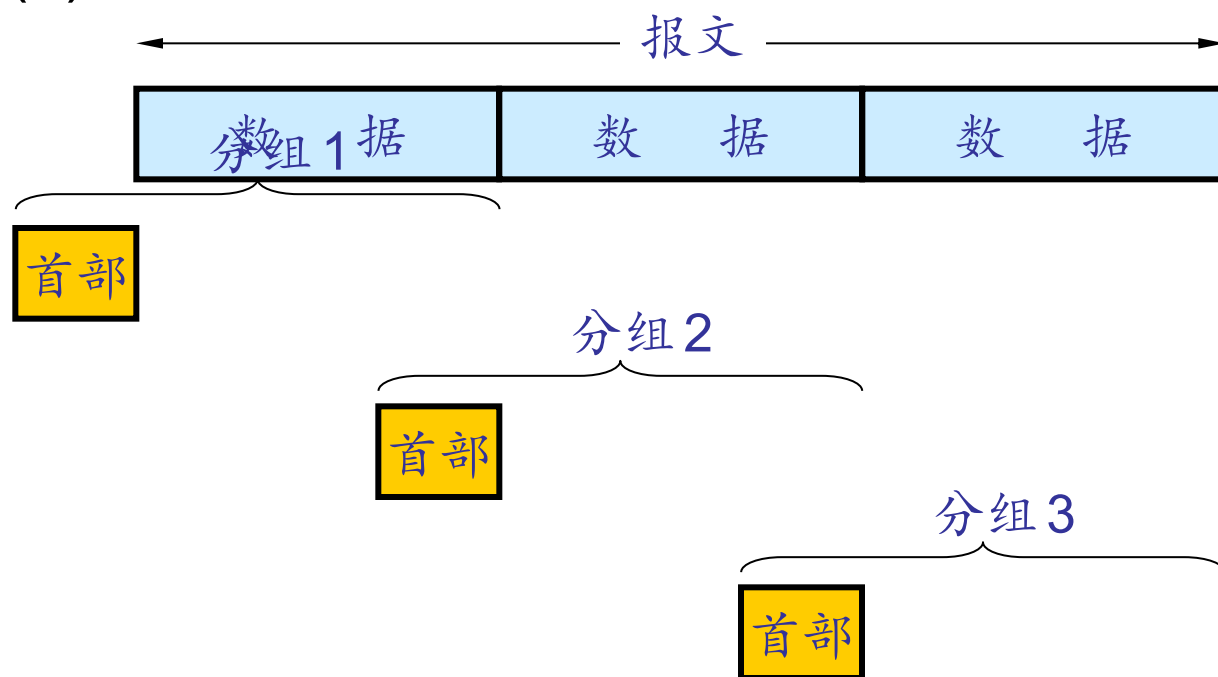 报文
数 据 数 据 数 据
分组1
首部
分组2
首部
分组3
首部